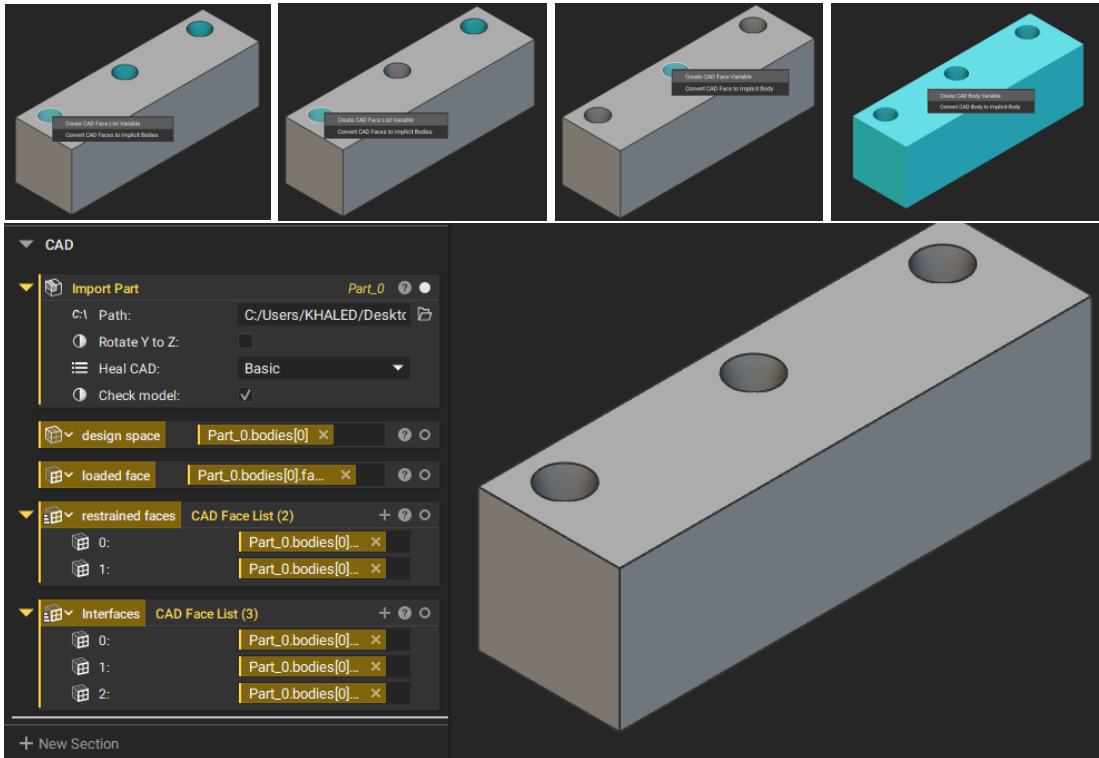 Create CAD Face List Variable
Convert CAD Faces to Implicit Bodies
Create CAD Face List Variable
Convert CAD Faces to Implicit Bodies
Create CAD Face Variable
Convert CAD Face to Implicit Body
Create CAD Body Variable
Convert CAD Body to Implicit Body
CAD
Import Part Part_0 ?
C:\ Path: C:/Users/KHALED/Deskto
Rotate Y to Z:
Heal CAD: Basic
Check model:
design space Part_0.bodies[0] ?
loaded face Part_0.bodies[0].fa... ?
restrained faces CAD Face List (2) + ?
0: Part_0.bodies[0]...
1: Part_0.bodies[0]...
Interfaces CAD Face List (3) + ?
0: Part_0.bodies[0]...
1: Part_0.bodies[0]...
2: Part_0.bodies[0]...
+ New Section